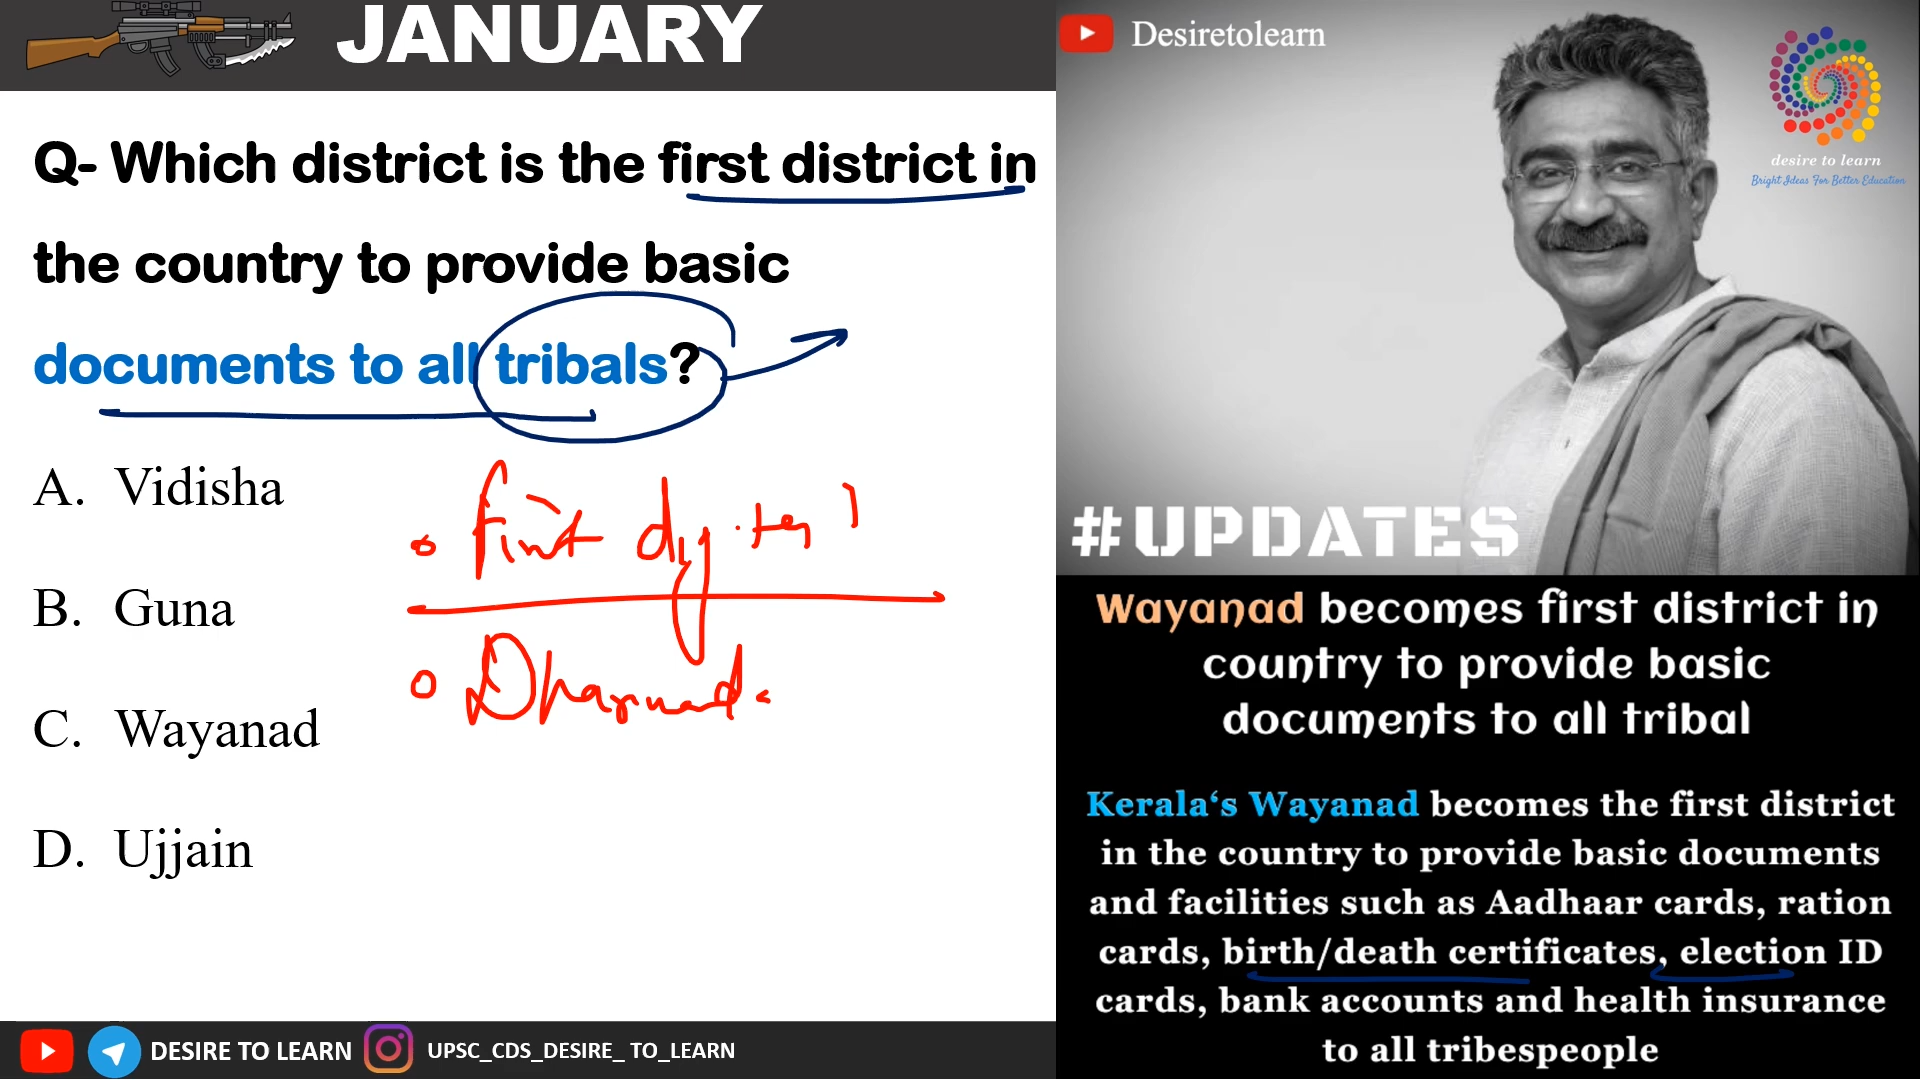 JANUARY
Q- Which district is the first district in
the country to provide basic
documents to all tribals?
A. Vidisha
B. Guna
C. Wayanad
D. Ujjain
First
DESIRE TO LEARN
UPSC_CDS_DESIRE_ TO_LEARN
Desiretolearn
desire to learn
Bright Ideas For Better Education
#UPDATES
Wayanad becomes first district in
country to provide basic
documents to all tribal
Kerala‘s Wayanad becomes the first district
in the country to provide basic documents
and facilities such as Aadhaar cards, ration
cards, birth/death certificates, election ID
cards, bank accounts and health insurance
to all tribespeople